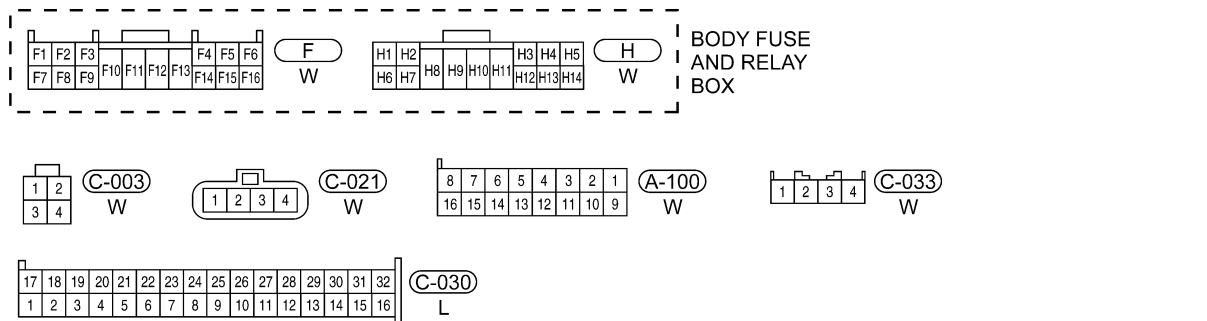 F1 F2 F3 F4 F5 F6
F7 F8 F9 F10 F11 F12 F13 F14 F15 F16
F
W
H1 H2 H3 H4 H5
H6 H7 H8 H9 H10 H11 H12 H13 H14
H
W
BODY FUSE
AND RELAY
BOX
1 2
3 4
C-003
W
1 2 3 4
C-021
W
8 7 6 5 4 3 2 1
16 15 14 13 12 11 10 9
A-100
W
1 2 3 4
C-033
W
17 18 19 20 21 22 23 24 25 26 27 28 29 30 31 32
1 2 3 4 5 6 7 8 9 10 11 12 13 14 15 16
C-030
L